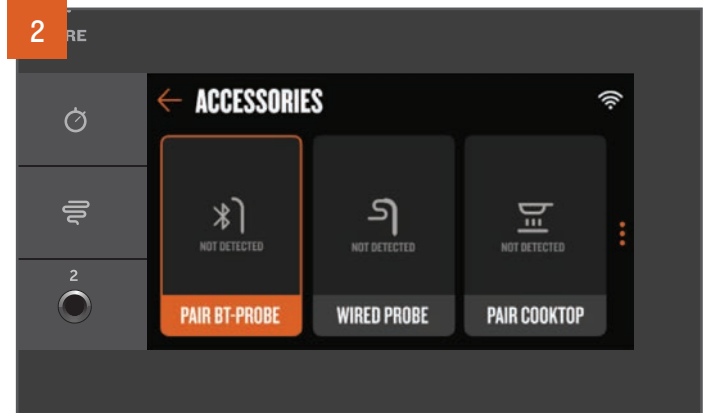 2
RE
ACCESSORIES
NOT DETECTED
NOT DETECTED
NOT DETECTED
PAIR BT-PROBE
WIRED PROBE
PAIR COOKTOP
2